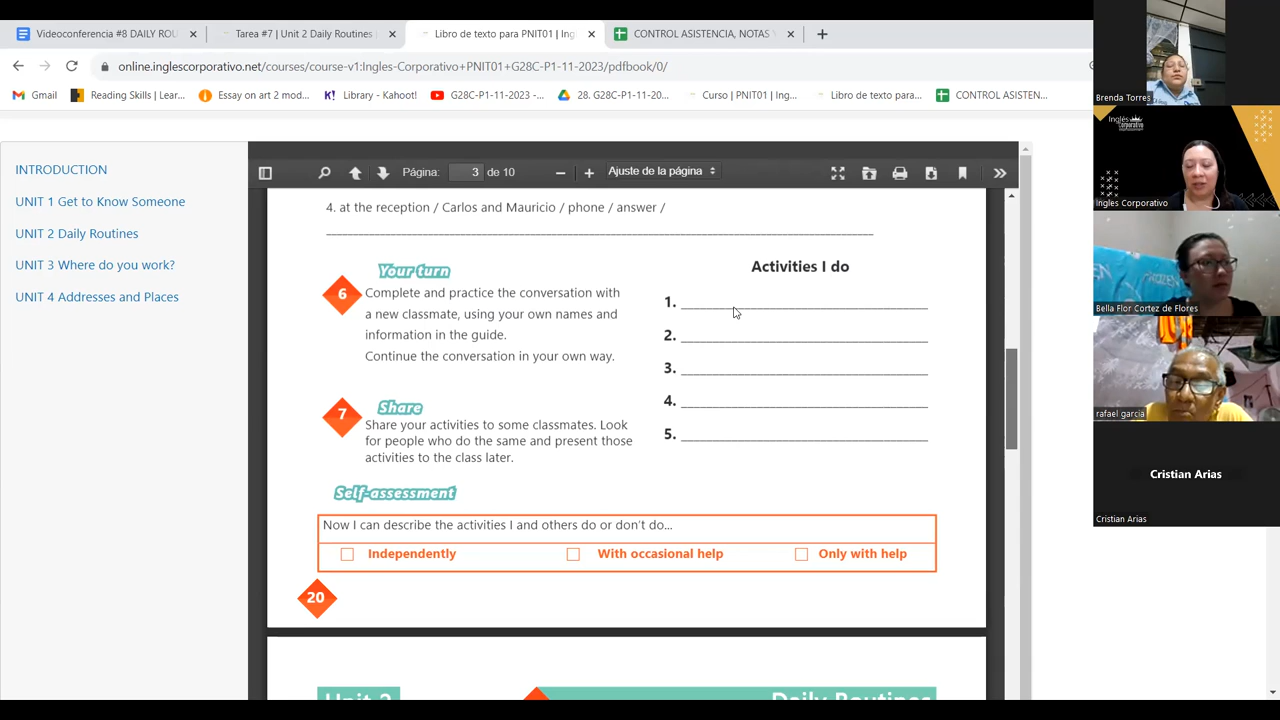 Videoconferencia #8 DAILY ROU
Tarea #7 | Unit 2 Daily Routines |
Libro de texto para PNIT01 | Ing
CONTROL ASISTENCIA, NOTAS Y
online.inglescorporativo.net/courses/course-v1:Ingles-Corporativo+PNIT01+G28C-P1-11-2023/pdfbook/0/
Gmail
Reading Skills | Lear...
Essay on art 2 mod...
Library - Kahoot!
G28C-P1-11-2023 -...
28. G28C-P1-11-20...
Curso | PNIT01 | Ing...
Libro de texto para...
CONTROL ASISTEN...
INTRODUCTION
UNIT 1 Get to Know Someone
UNIT 2 Daily Routines
UNIT 3 Where do you work?
UNIT 4 Addresses and Places
Página: 3 de 10
Ajuste de la página
4. at the reception / Carlos and Mauricio / phone / answer /
6
Your turn
Complete and practice the conversation with
a new classmate, using your own names and
information in the guide.
Continue the conversation in your own way.
7
Share
Share your activities to some classmates. Look
for people who do the same and present those
activities to the class later.
Activities I do
1.
2.
3.
4.
5.
Self-assessment
Now I can describe the activities I and others do or don't do...
Independently
With occasional help
Only with help
20
Unit 2
Daily Routines
Brenda Torres
Inglés
Corporativo
Ingles Corporativo
Bella Flor Cortez de Flores
rafael garcia
Cristian Arias
Cristian Arias